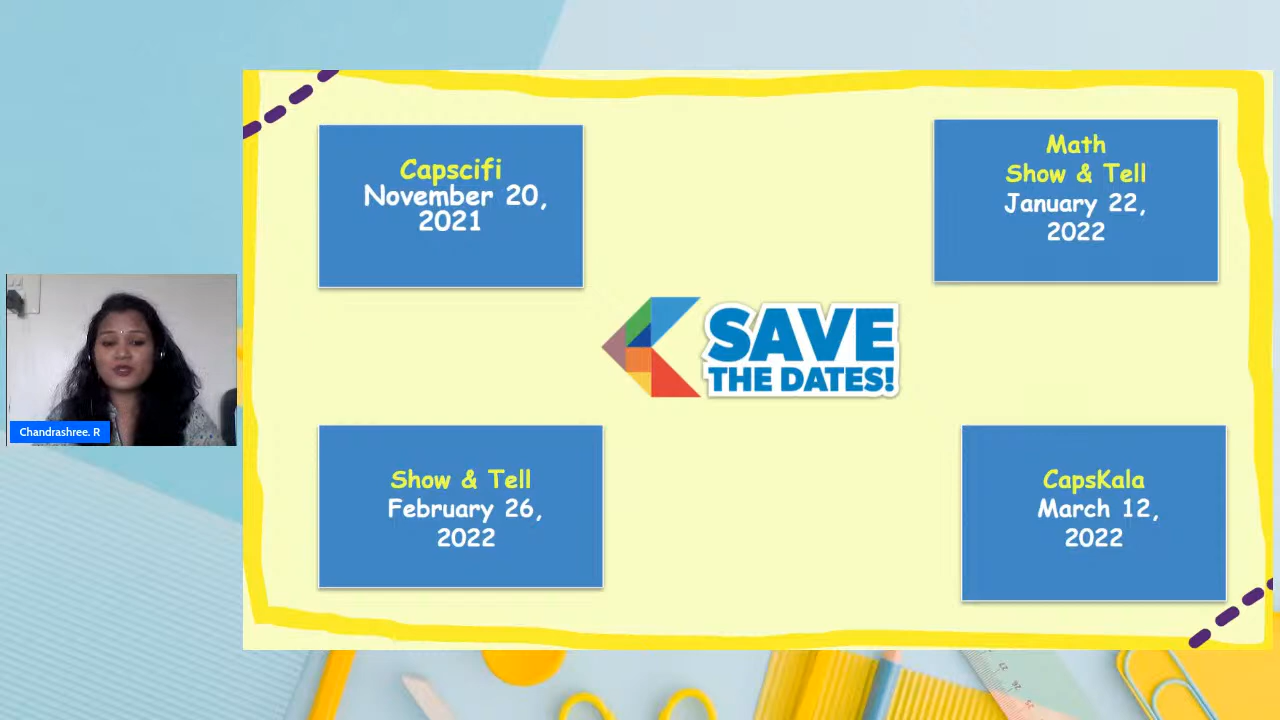 Capscifi
November 20,
2021
Math
Show & Tell
January 22,
2022
SAVE
THE DATES!
Chandrashree. R
Show & Tell
February 26,
2022
CapsKala
March 12,
2022